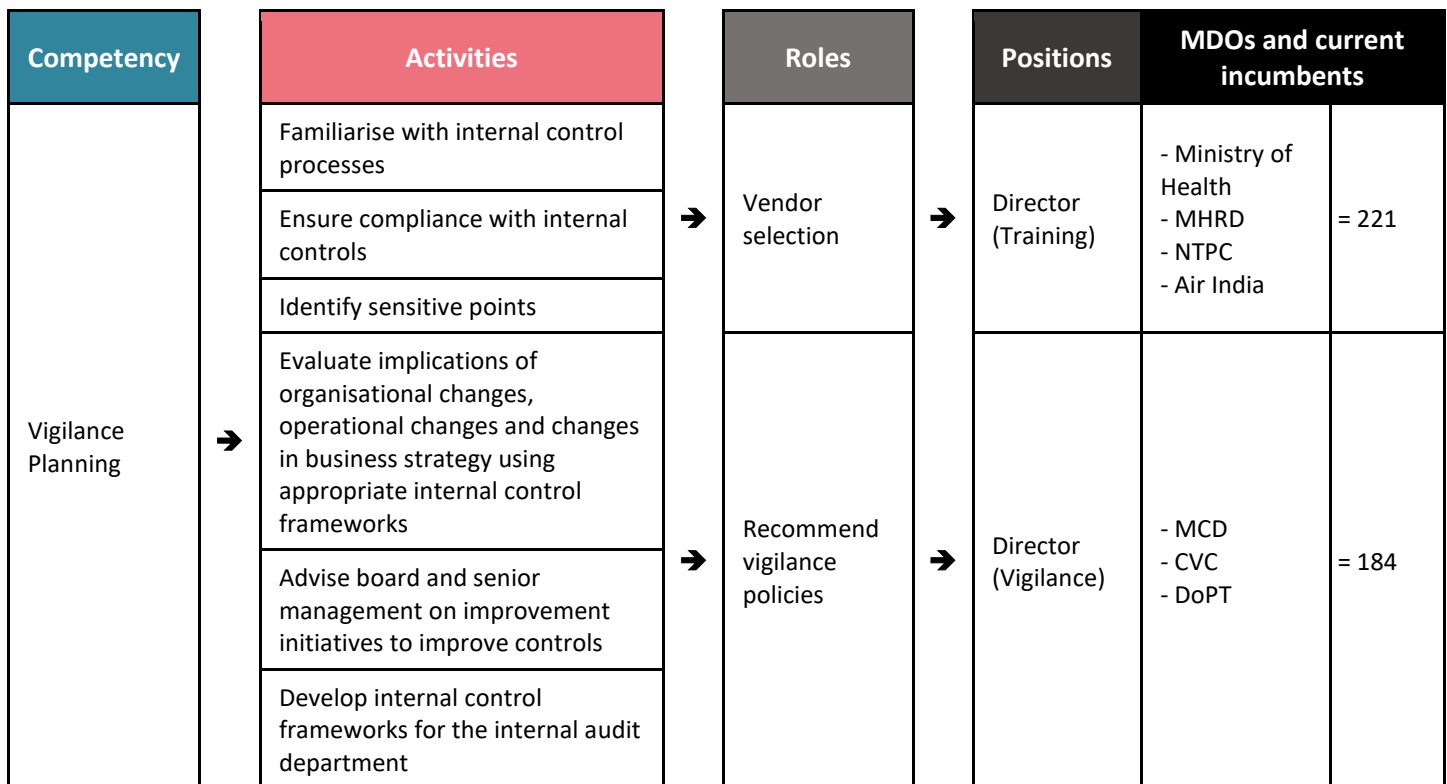 Competency
Activities
Roles
Positions
MDOs and current
incumbents
Vigilance
Planning
➔
Familiarise with internal control
processes
Ensure compliance with internal
controls
Identify sensitive points
➔
Vendor
selection
➔
Director
(Training)
- Ministry of
Health
- MHRD
- NTPC
- Air India
= 221
Evaluate implications of
organisational changes,
operational changes and changes
in business strategy using
appropriate internal control
frameworks
Advise board and senior
management on improvement
initiatives to improve controls
Develop internal control
frameworks for the internal audit
department
➔
Recommend
vigilance
policies
➔
Director
(Vigilance)
- MCD
- CVC
- DoPT
= 184